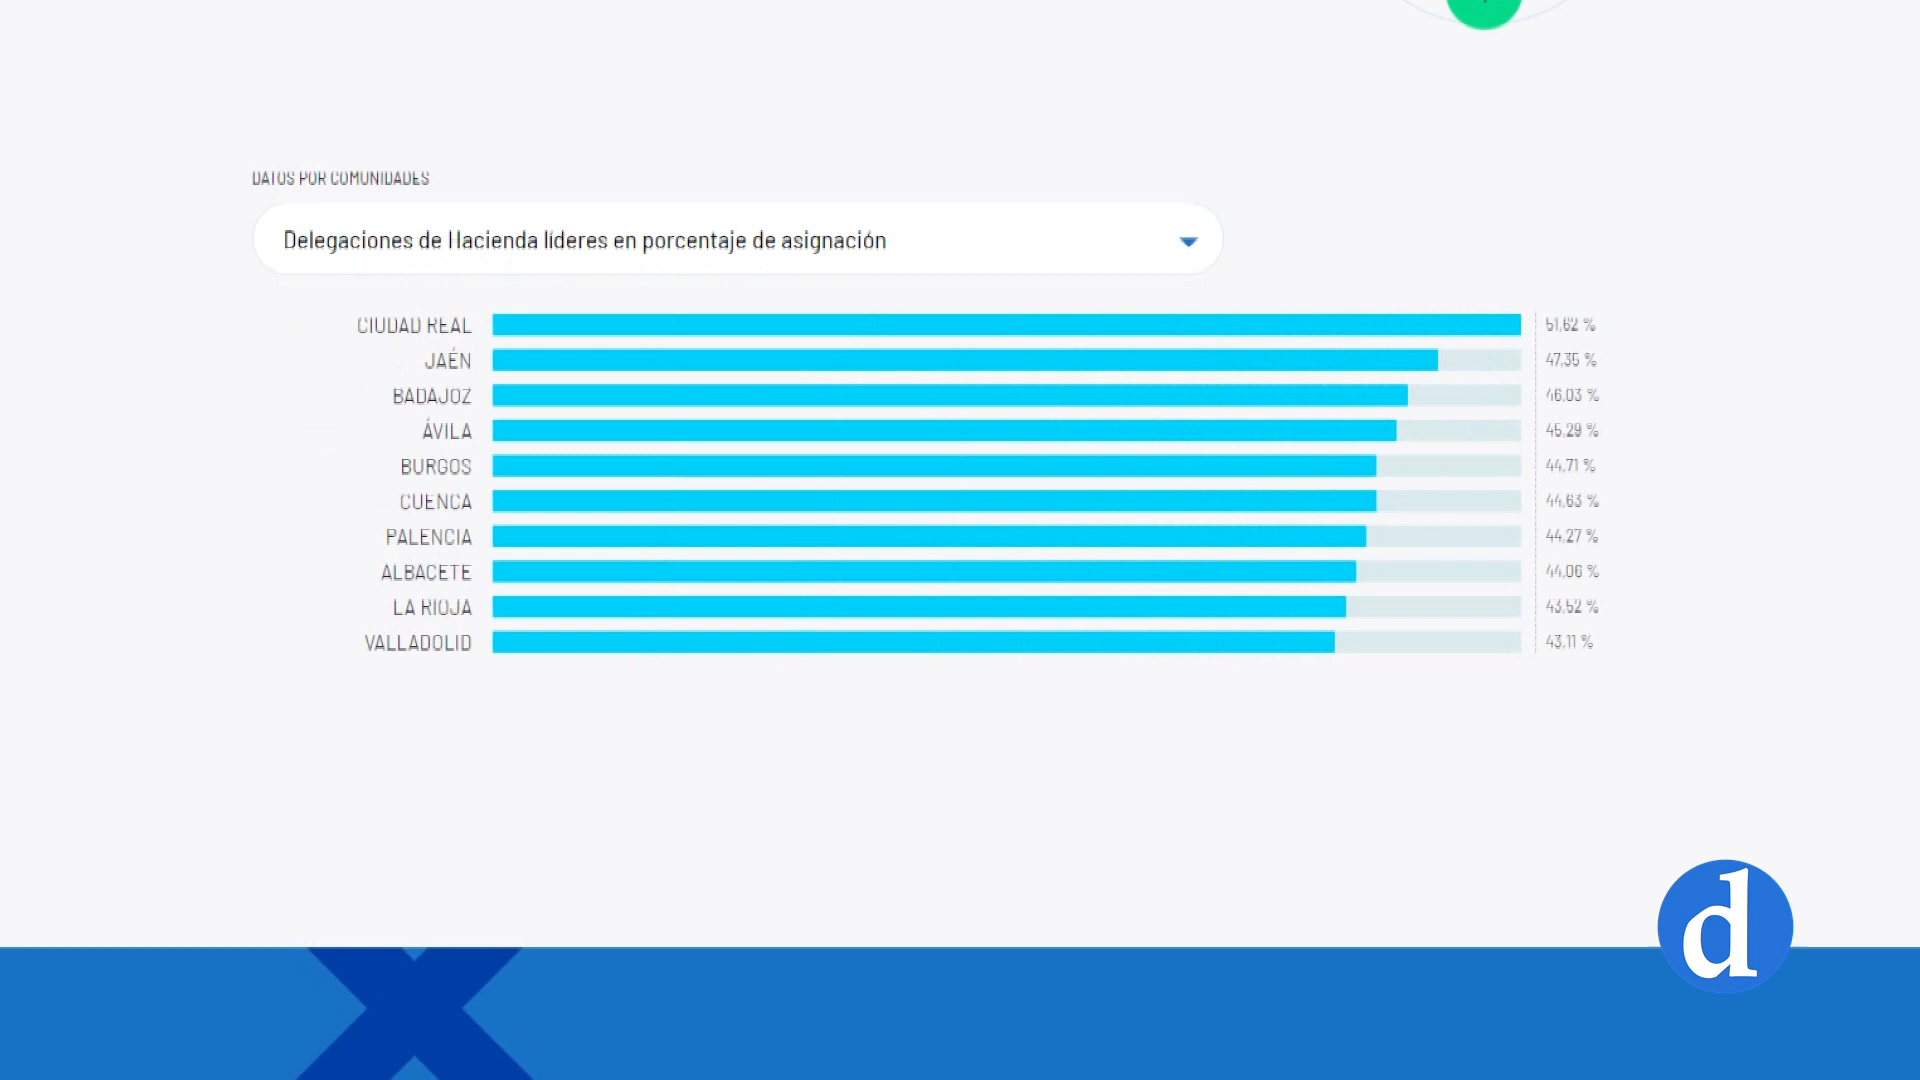 DATOS POR COMUNIDADES
Delegaciones de Hacienda líderes en porcentaje de asignación
CIUDAD REAL 51,62 %
JAÉN 47,35 %
BADAJOZ 46,03 %
ÁVILA 45,29 %
BURGOS 44,71 %
CUENCA 44,63 %
PALENCIA 44,27 %
ALBACETE 44,06 %
LA RIOJA 43,52 %
VALLADOLID 43,11 %
d